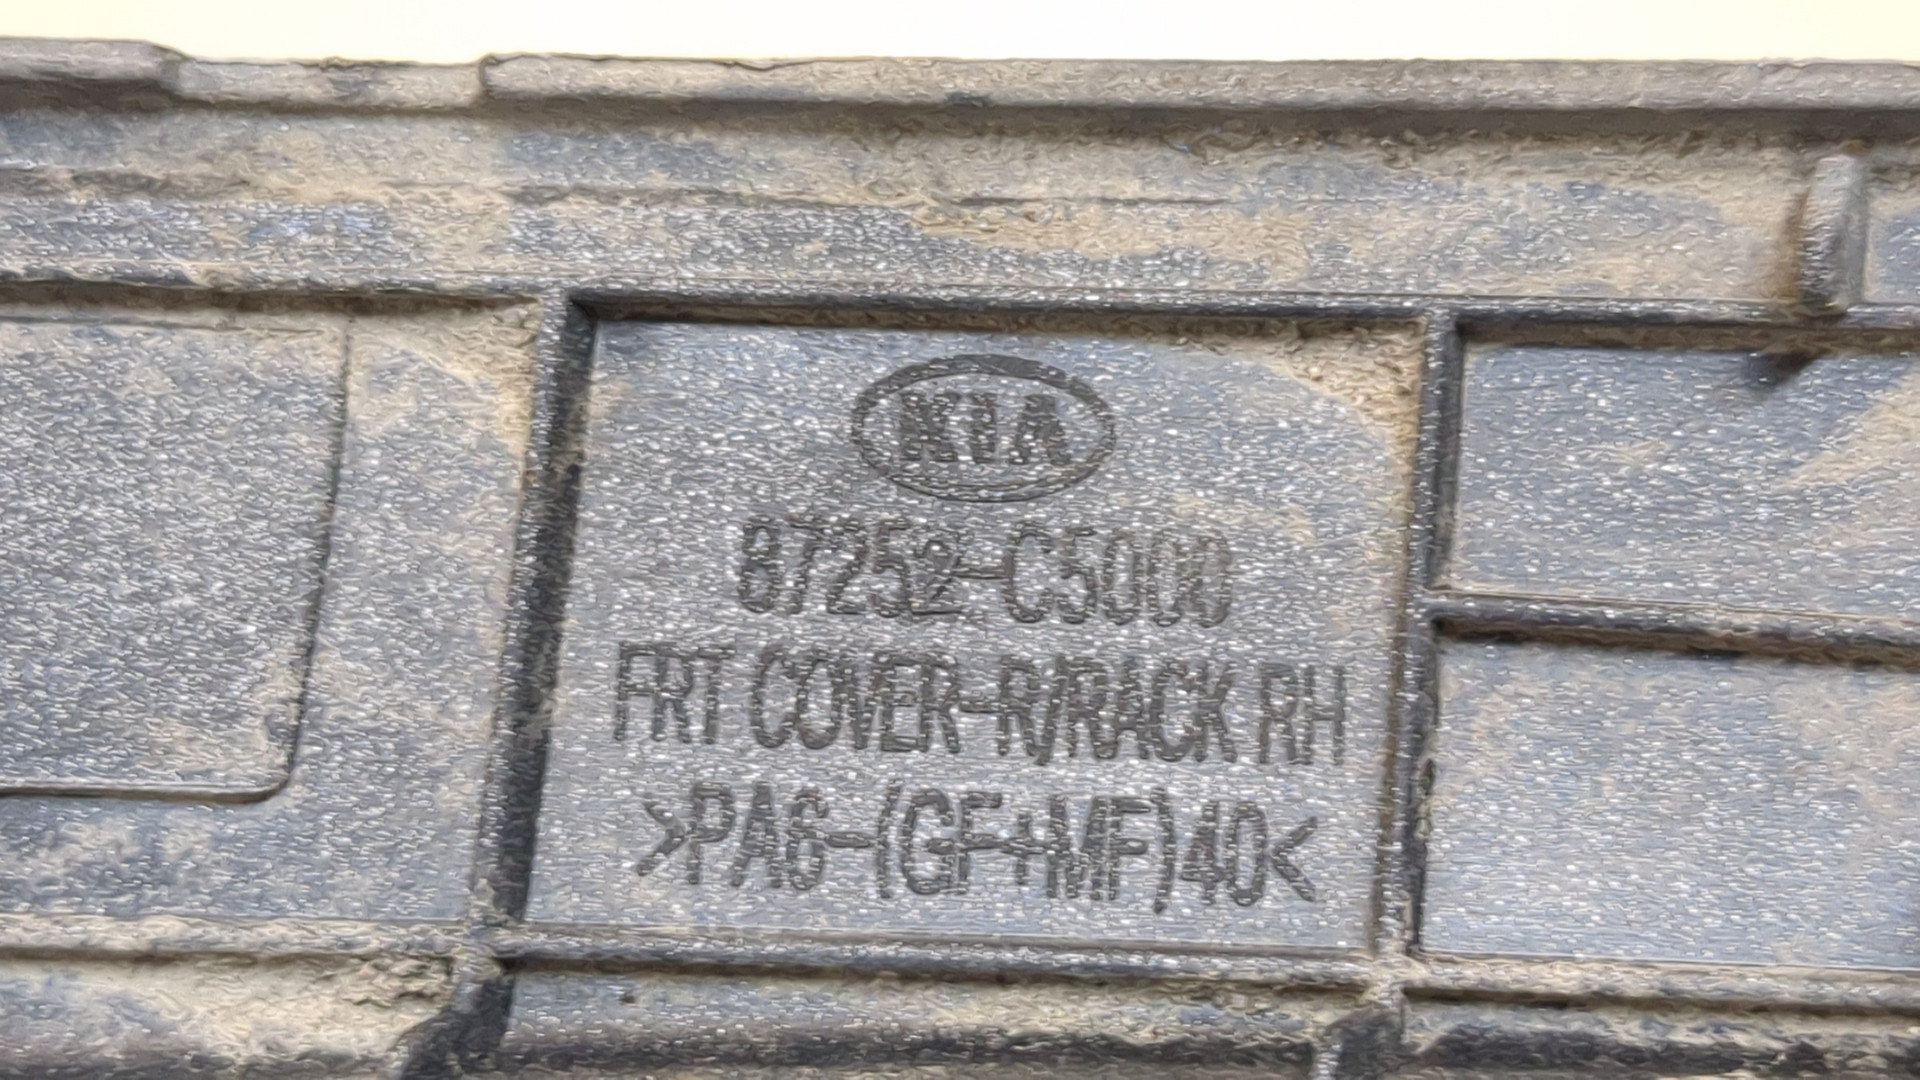 KIA
87252-C5000
FRT COVER-R/RACK RH
>PA6-(GF+MF)40<